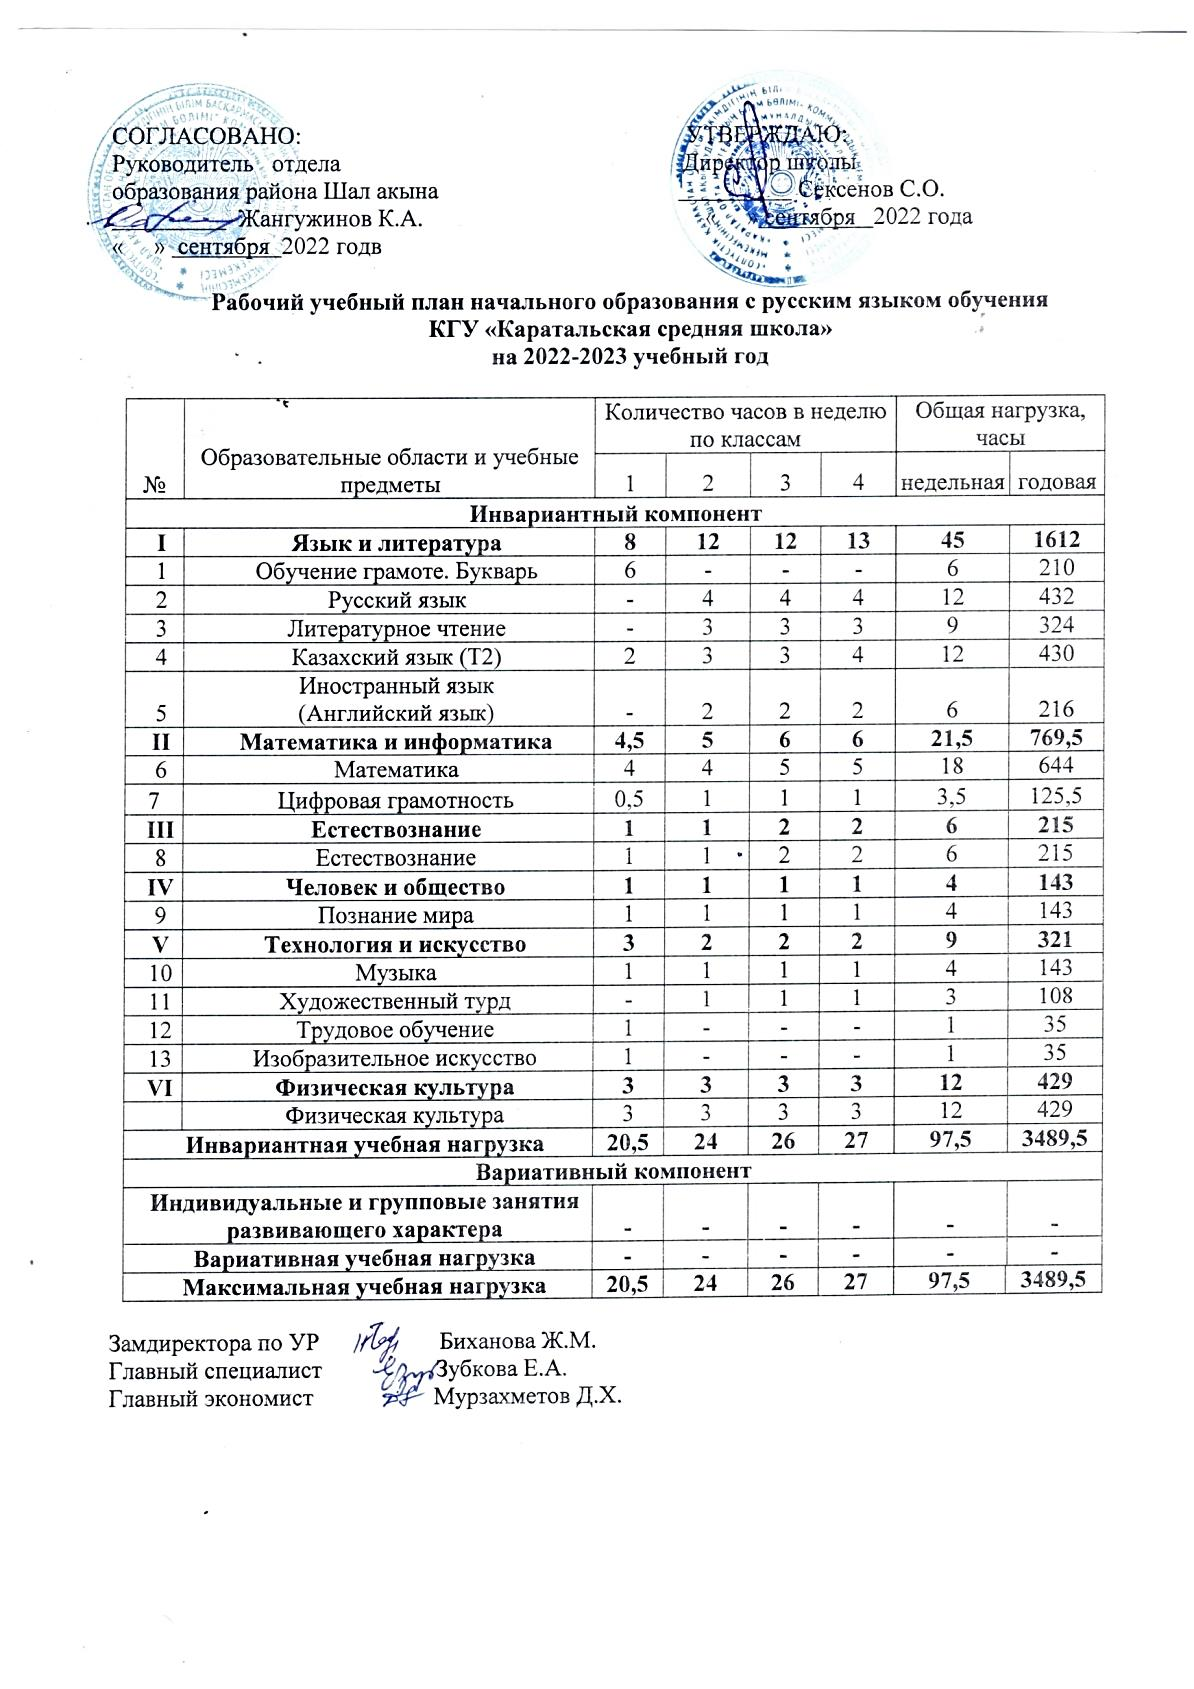 СОГЛАСОВАНО:
Руководитель отдела
образования района Шал акына
Жангужинов К.А.
« » сентября 2022 годв
УТВЕРЖДАЮ:
Директор школы
Сексенов С.О.
« » сентября 2022 года
Рабочий учебный план начального образования с русским языком обучения
КГУ «Каратальская средняя школа»
на 2022-2023 учебный год
№ Образовательные области и учебные предметы Количество часов в неделю по классам Общая нагрузка, часы
1 2 3 4 недельная годовая
Инвариантный компонент
I Язык и литература 8 12 12 13 45 1612
1 Обучение грамоте. Букварь 6 - - - 6 210
2 Русский язык - 4 4 4 12 432
3 Литературное чтение - 3 3 3 9 324
4 Казахский язык (Т2) 2 3 3 4 12 430
5 Иностранный язык (Английский язык) - 2 2 2 6 216
II Математика и информатика 4,5 5 6 6 21,5 769,5
6 Математика 4 4 5 5 18 644
7 Цифровая грамотность 0,5 1 1 1 3,5 125,5
III Естествознание 1 1 2 2 6 215
8 Естествознание 1 1 2 2 6 215
IV Человек и общество 1 1 1 1 4 143
9 Познание мира 1 1 1 1 4 143
V Технология и искусство 3 2 2 2 9 321
10 Музыка 1 1 1 1 4 143
11 Художественный турд - 1 1 1 3 108
12 Трудовое обучение 1 - - - 1 35
13 Изобразительное искусство 1 - - - 1 35
VI Физическая культура 3 3 3 3 12 429
Физическая культура 3 3 3 3 12 429
Инвариантная учебная нагрузка 20,5 24 26 27 97,5 3489,5
Вариативный компонент
Индивидуальные и групповые занятия развивающего характера - - - - - -
Вариативная учебная нагрузка - - - - - -
Максимальная учебная нагрузка 20,5 24 26 27 97,5 3489,5
Замдиректора по УР Биханова Ж.М.
Главный специалист Зубкова Е.А.
Главный экономист Мурзахметов Д.Х.